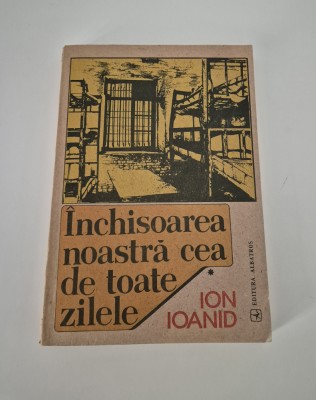 Închisoarea
noastră cea
de toate
zilele
*
ION
IOANID
EDITURA ALBATROS